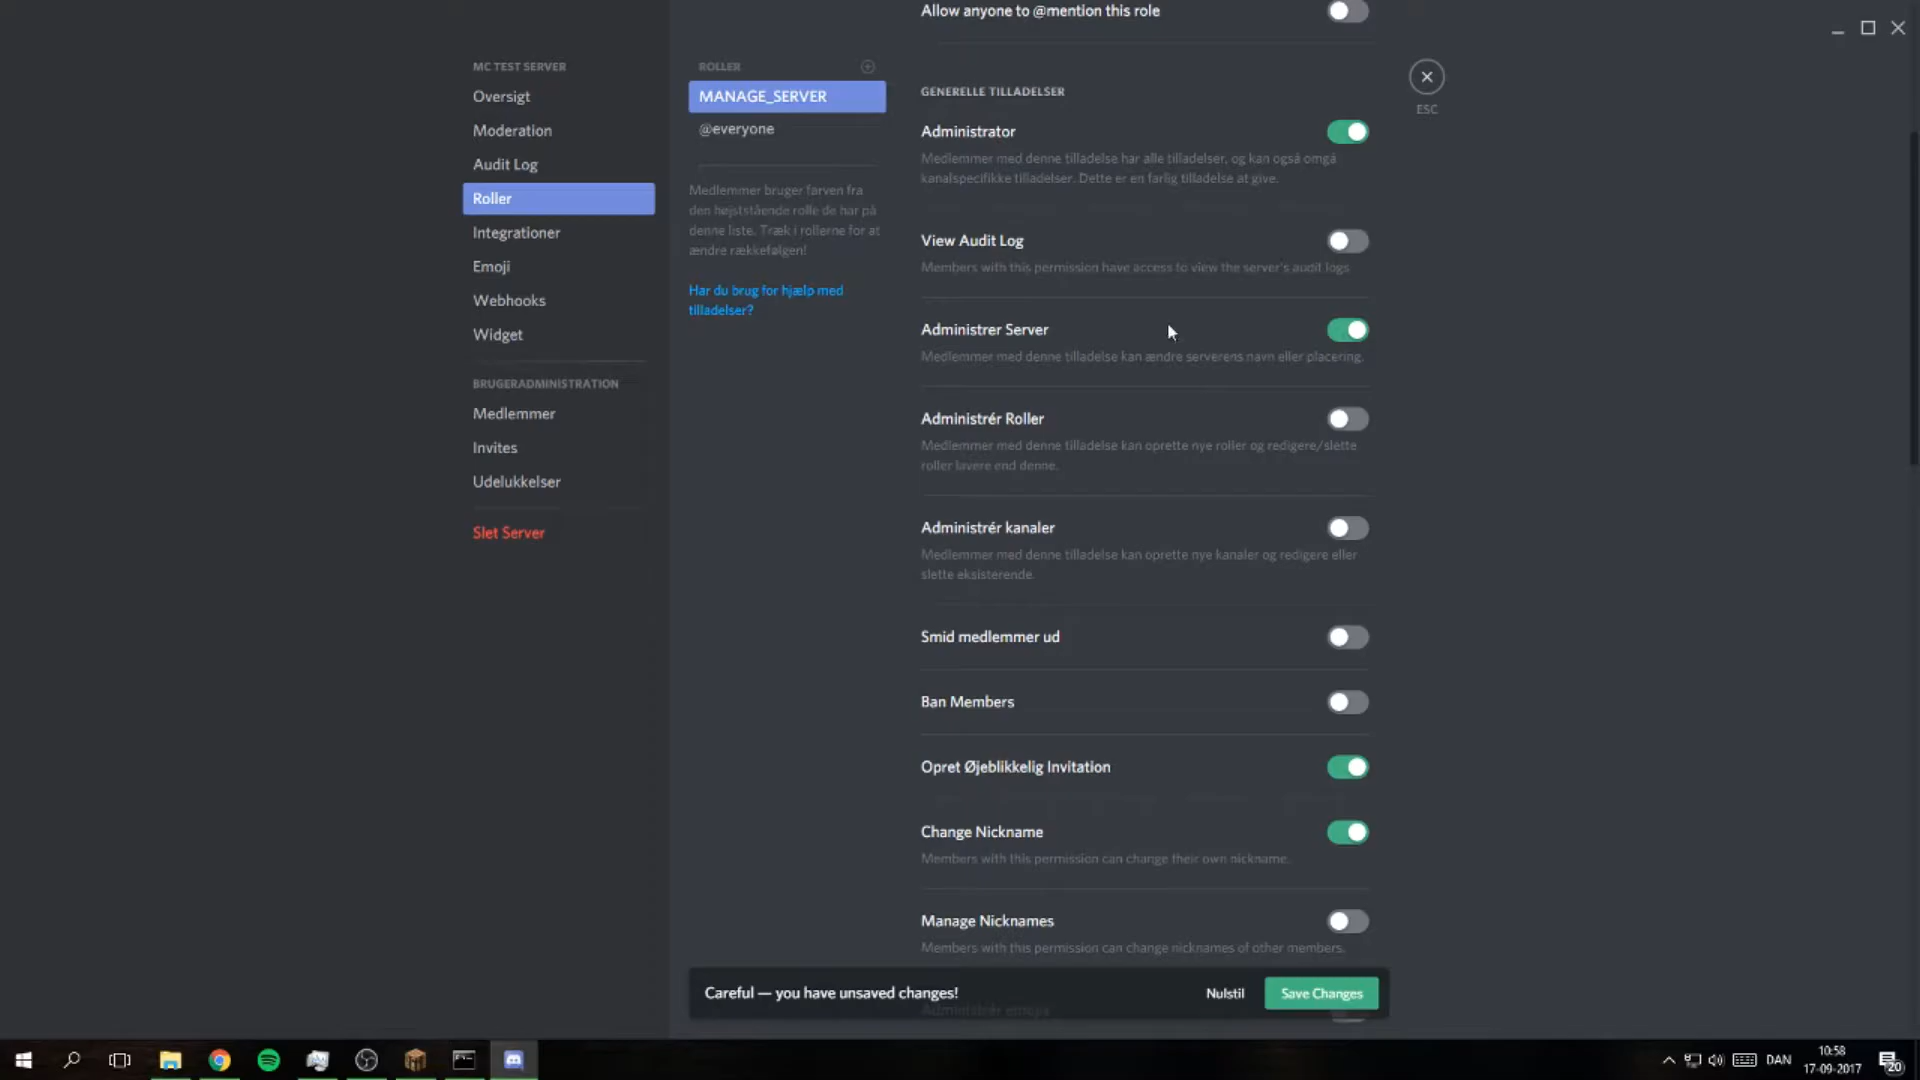 Allow anyone to @mention this role
MC TEST SERVER
Oversigt
Moderation
Audit Log
Roller
Integrationer
Emoji
Webhooks
Widget
BRUGERADMINISTRATION
Medlemmer
Invites
Udelukkelser
Slet Server
ROLLER
MANAGE_SERVER
@everyone
Medlemmer bruger farven fra
den højststående rolle de har på
denne liste. Træk i rollerne for at
ændre rækkefølgen!
Har du brug for hjælp med
tilladelser?
GENERELLE TILLADELSER
Administrator
Medlemmer med denne tilladelse har alle tilladelser, og kan også omgå
kanalspecifikke tilladelser. Dette er en farlig tilladelse at give.
View Audit Log
Members with this permission have access to view the server's audit logs
Administrer Server
Medlemmer med denne tilladelse kan ændre serverens navn eller placering.
Administrér Roller
Medlemmer med denne tilladelse kan oprette nye roller og redigere/slette
roller lavere end denne.
Administrér kanaler
Medlemmer med denne tilladelse kan oprette nye kanaler og redigere eller
slette eksisterende.
Smid medlemmer ud
Ban Members
Opret Øjeblikkelig Invitation
Change Nickname
Members with this permission can change their own nickname.
Manage Nicknames
Members with this permission can change nicknames of other members.
Careful — you have unsaved changes!
Nulstil
Save Changes
Administrér emojis
ESC
DAN
10:58
17-09-2017
20